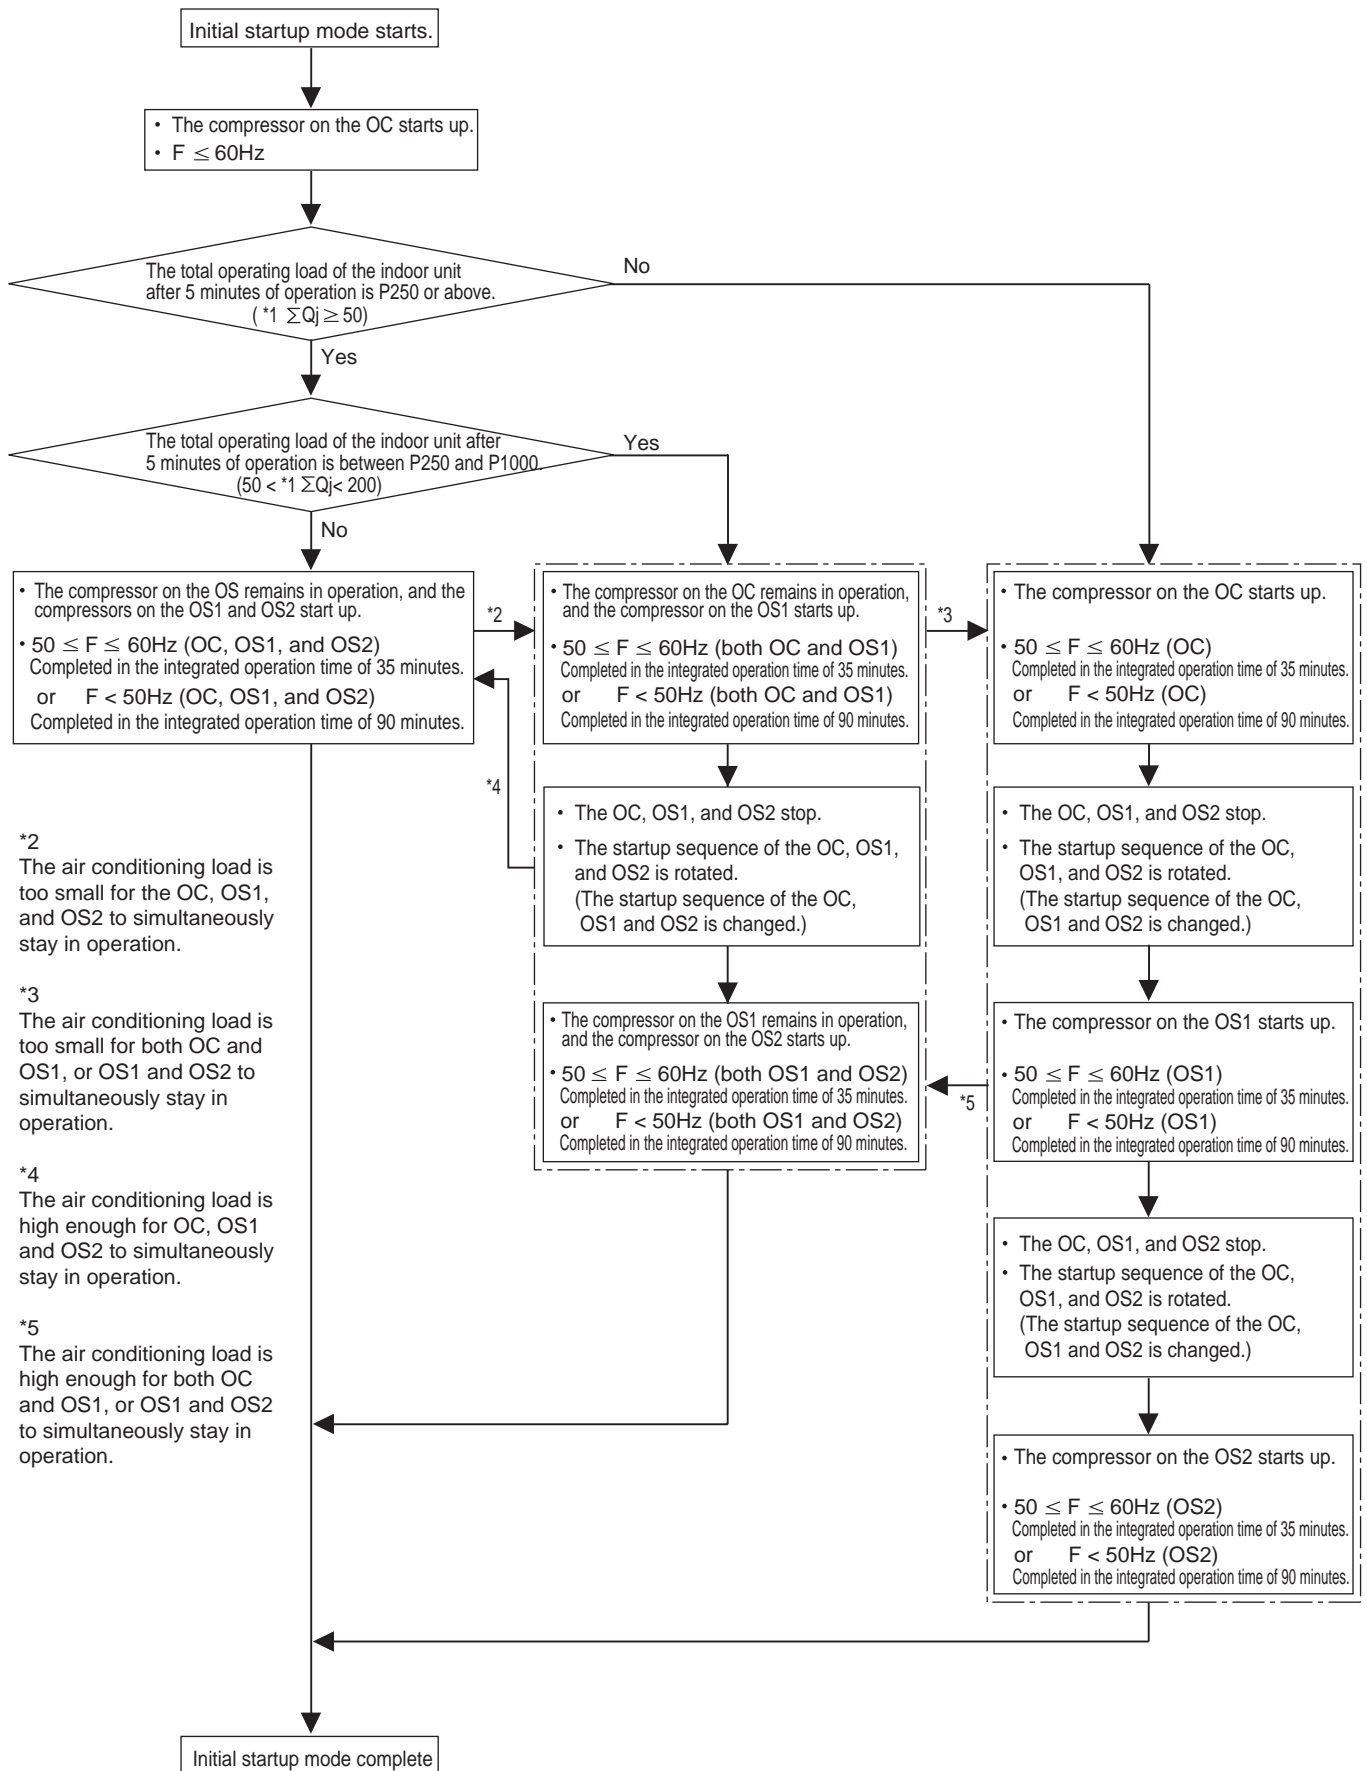 Initial startup mode starts.
• The compressor on the OC starts up.
• F ≤ 60Hz
The total operating load of the indoor unit
after 5 minutes of operation is P250 or above.
( *1 ∑Qj ≥ 50)
No
Yes
The total operating load of the indoor unit after
5 minutes of operation is between P250 and P1000.
(50 < *1 ∑Qj< 200)
Yes
No
• The compressor on the OS remains in operation, and the
compressors on the OS1 and OS2 start up.
• 50 ≤ F ≤ 60Hz (OC, OS1, and OS2)
Completed in the integrated operation time of 35 minutes.
or F < 50Hz (OC, OS1, and OS2)
Completed in the integrated operation time of 90 minutes.
*2
• The compressor on the OC remains in operation,
and the compressor on the OS1 starts up.
• 50 ≤ F ≤ 60Hz (both OC and OS1)
Completed in the integrated operation time of 35 minutes.
or F < 50Hz (both OC and OS1)
Completed in the integrated operation time of 90 minutes.
*3
• The compressor on the OC starts up.
• 50 ≤ F ≤ 60Hz (OC)
Completed in the integrated operation time of 35 minutes.
or F < 50Hz (OC)
Completed in the integrated operation time of 90 minutes.
*4
• The OC, OS1, and OS2 stop.
• The startup sequence of the OC, OS1,
and OS2 is rotated.
(The startup sequence of the OC,
OS1 and OS2 is changed.)
• The OC, OS1, and OS2 stop.
• The startup sequence of the OC,
OS1, and OS2 is rotated.
(The startup sequence of the OC,
OS1 and OS2 is changed.)
*2
The air conditioning load is
too small for the OC, OS1,
and OS2 to simultaneously
stay in operation.
*3
The air conditioning load is
too small for both OC and
OS1, or OS1 and OS2 to
simultaneously stay in
operation.
*4
The air conditioning load is
high enough for OC, OS1
and OS2 to simultaneously
stay in operation.
*5
The air conditioning load is
high enough for both OC
and OS1, or OS1 and OS2
to simultaneously stay in
operation.
• The compressor on the OS1 remains in operation,
and the compressor on the OS2 starts up.
• 50 ≤ F ≤ 60Hz (both OS1 and OS2)
Completed in the integrated operation time of 35 minutes.
or F < 50Hz (both OS1 and OS2)
Completed in the integrated operation time of 90 minutes.
*5
• The compressor on the OS1 starts up.
• 50 ≤ F ≤ 60Hz (OS1)
Completed in the integrated operation time of 35 minutes.
or F < 50Hz (OS1)
Completed in the integrated operation time of 90 minutes.
• The OC, OS1, and OS2 stop.
• The startup sequence of the OC,
OS1, and OS2 is rotated.
(The startup sequence of the OC,
OS1 and OS2 is changed.)
• The compressor on the OS2 starts up.
• 50 ≤ F ≤ 60Hz (OS2)
Completed in the integrated operation time of 35 minutes.
or F < 50Hz (OS2)
Completed in the integrated operation time of 90 minutes.
Initial startup mode complete